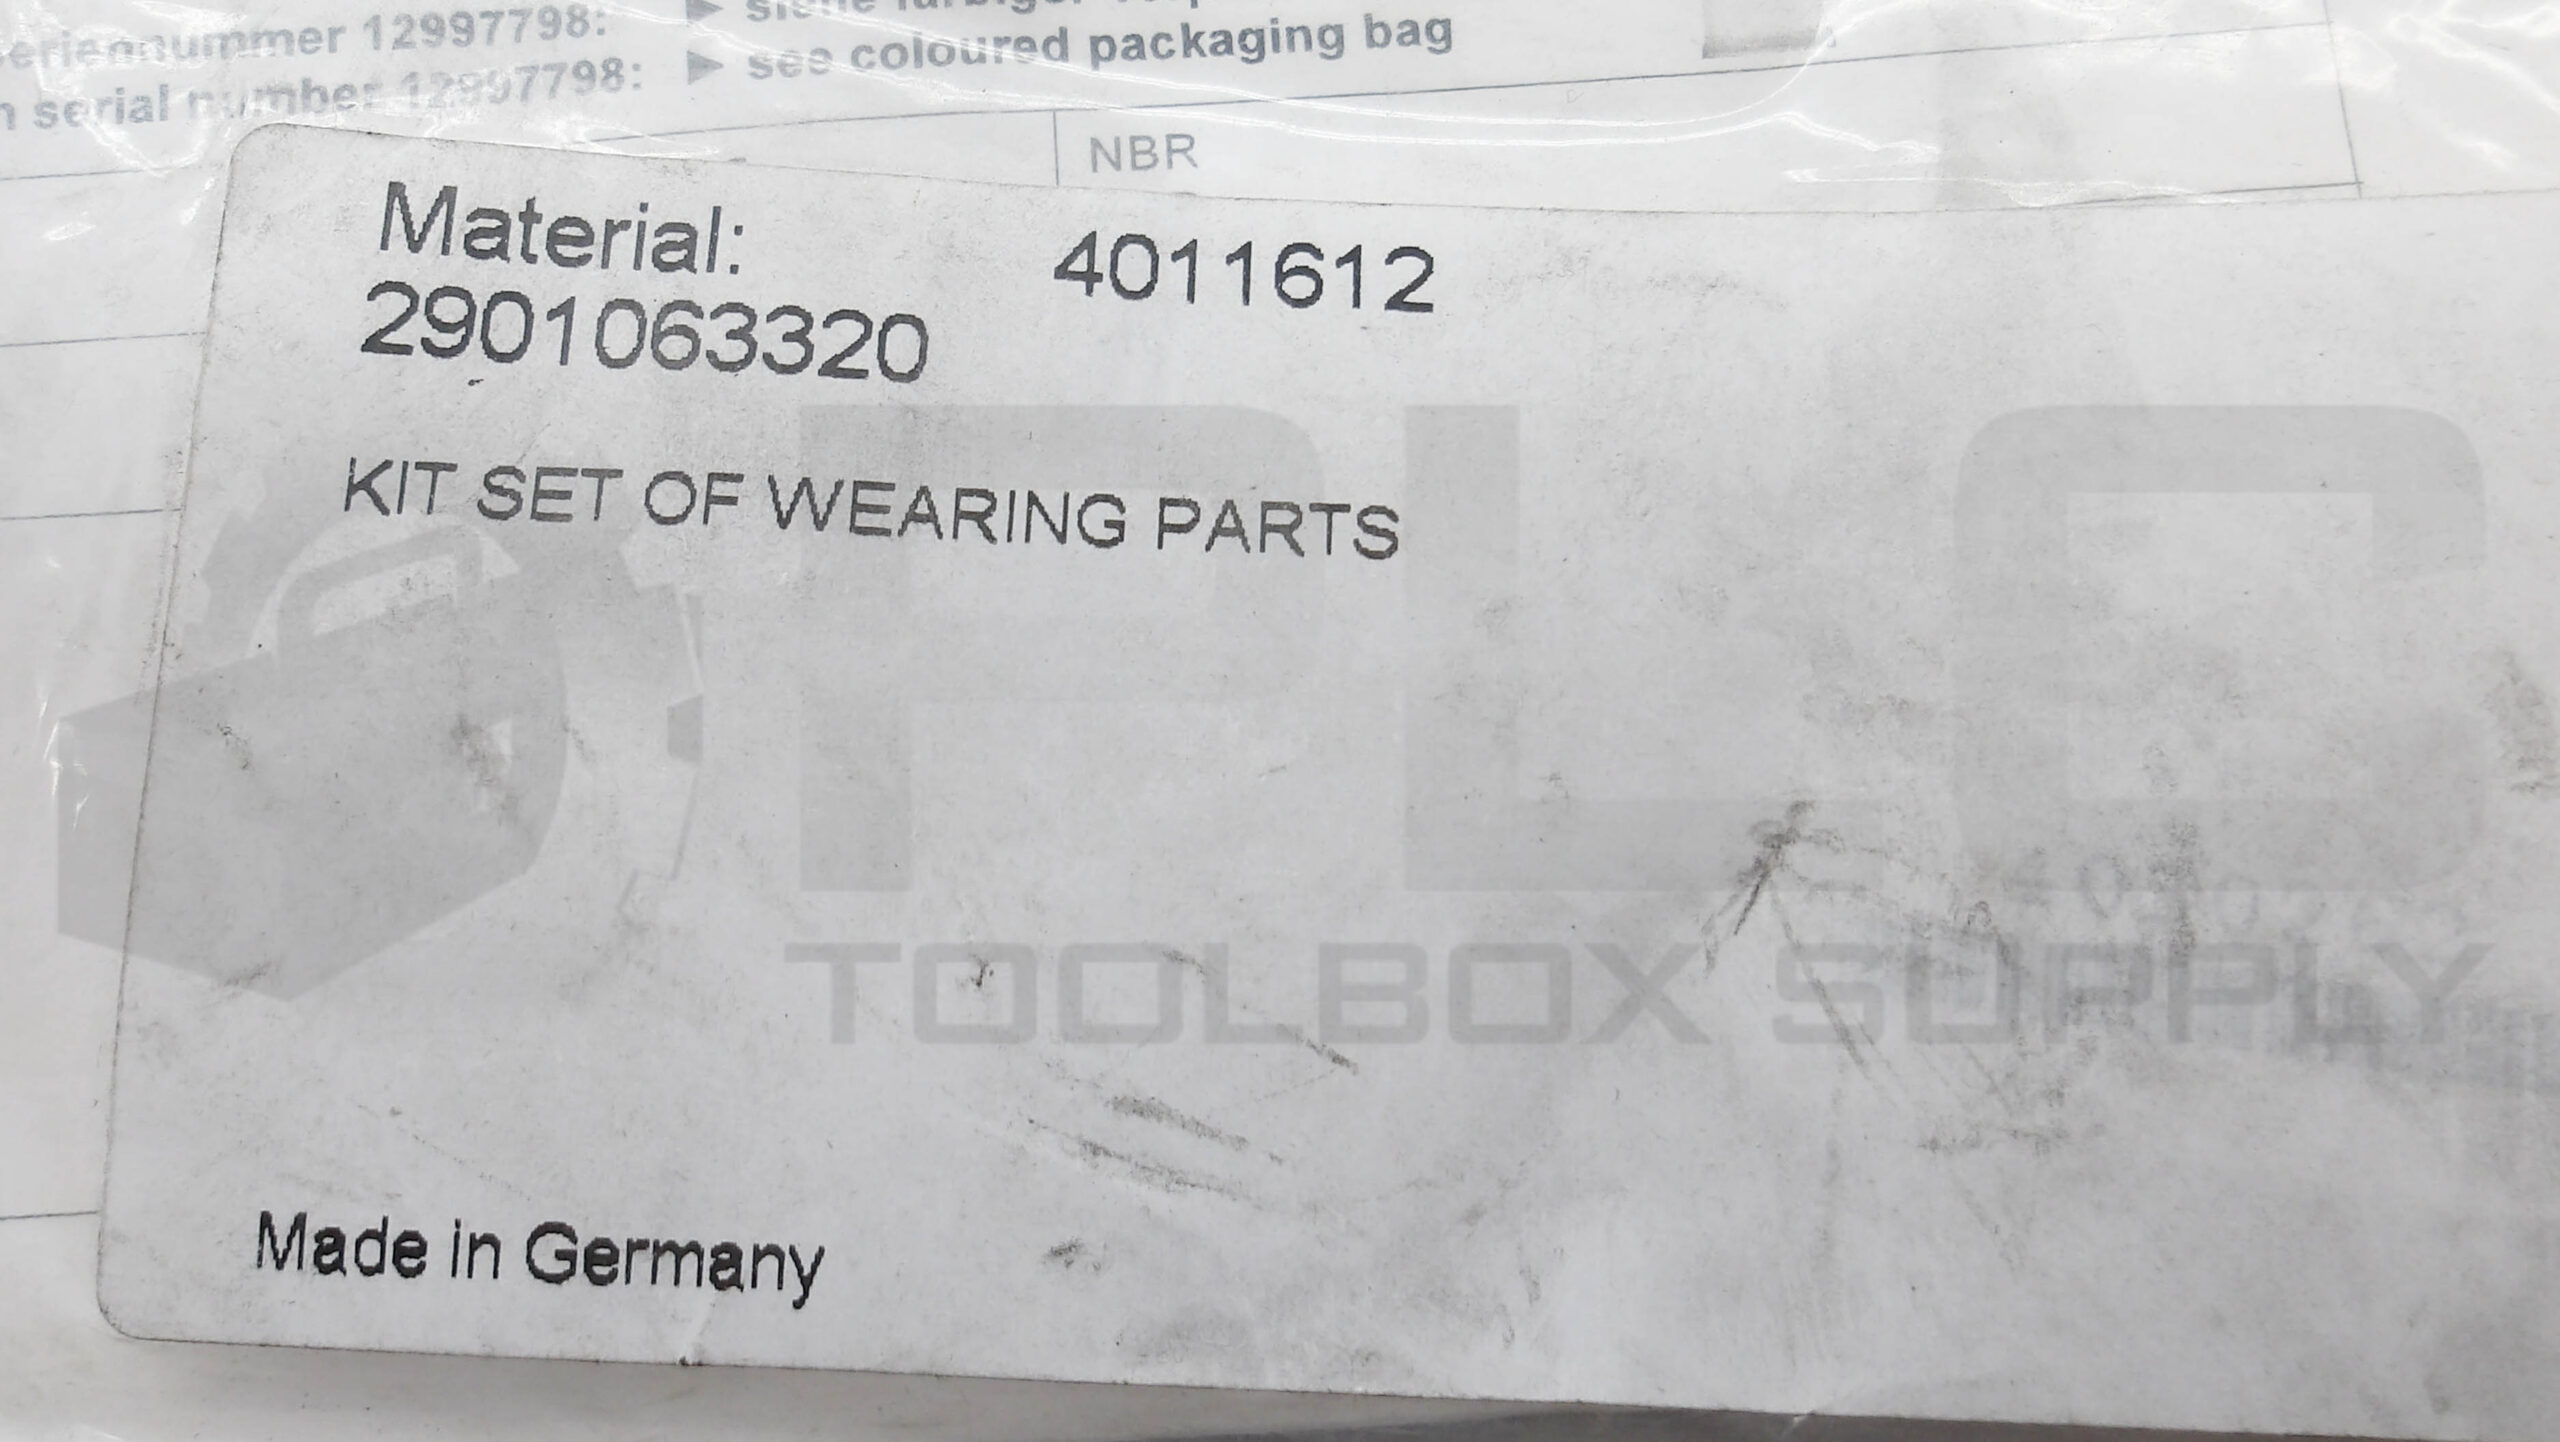 12997798:
serial number 12997798:
▶ see coloured packaging bag
NBR
Material:
4011612
2901063320
KIT SET OF WEARING PARTS
Made in Germany
PLC
TOOLBOX SUPPLY